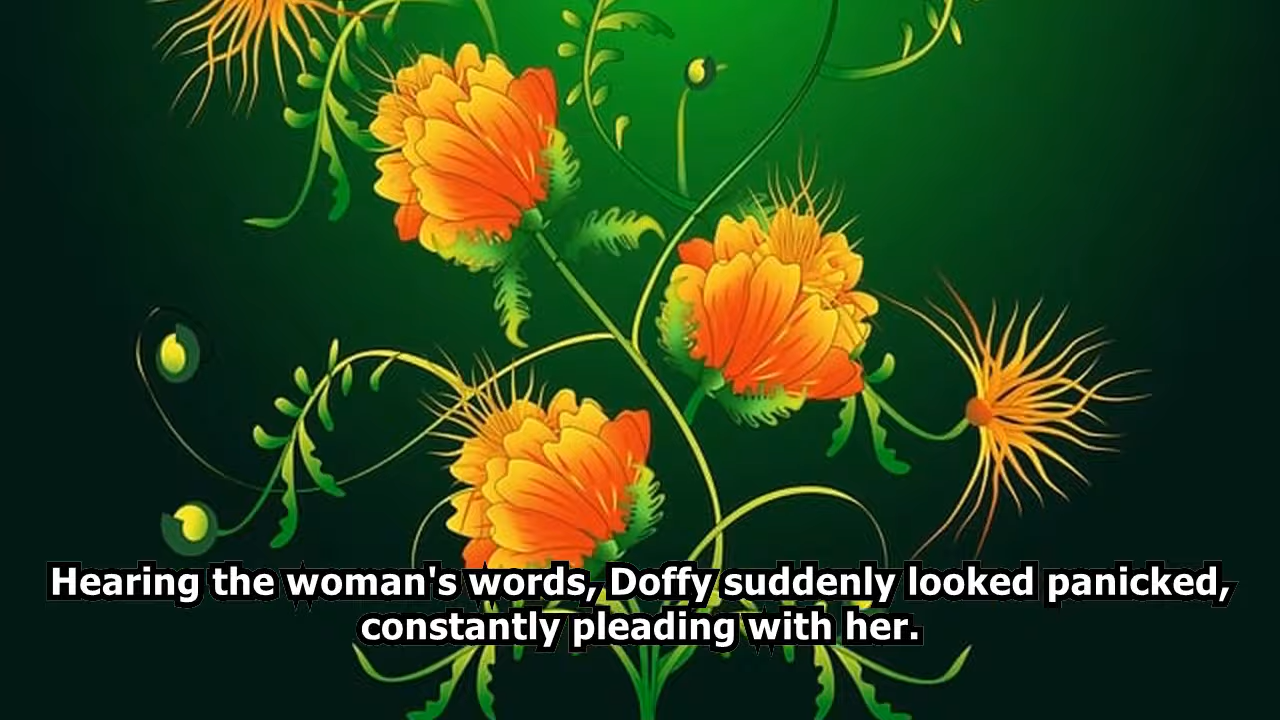 Hearing the woman's words, Doffy suddenly looked panicked,
constantly pleading with her.